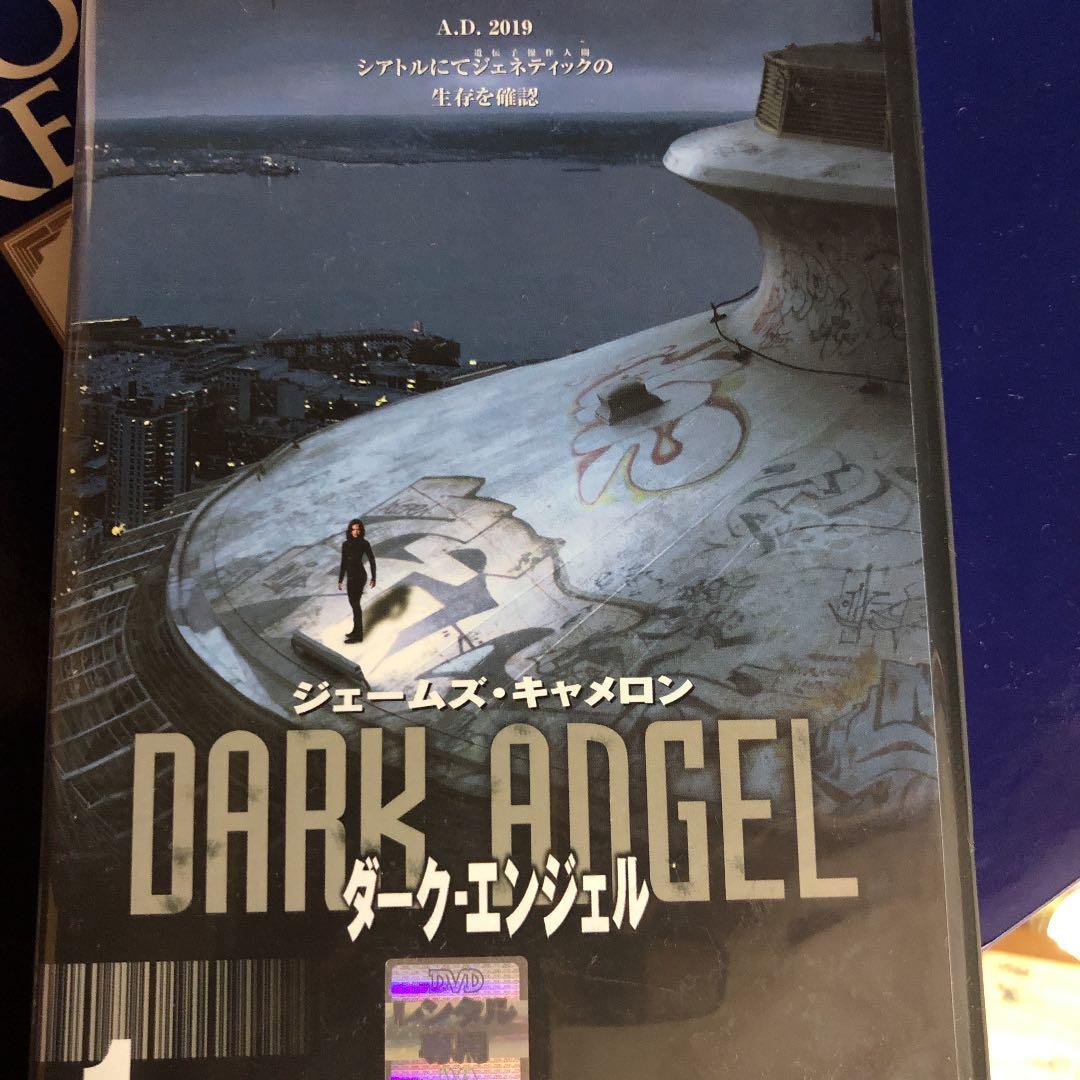 A.D. 2019
遺伝子操作人間
シアトルにてジェネティックの
生存を確認
ジェームズ・キャメロン
DARK ANGEL
ダーク・エンジェル
DVD
レンタル
専用
1